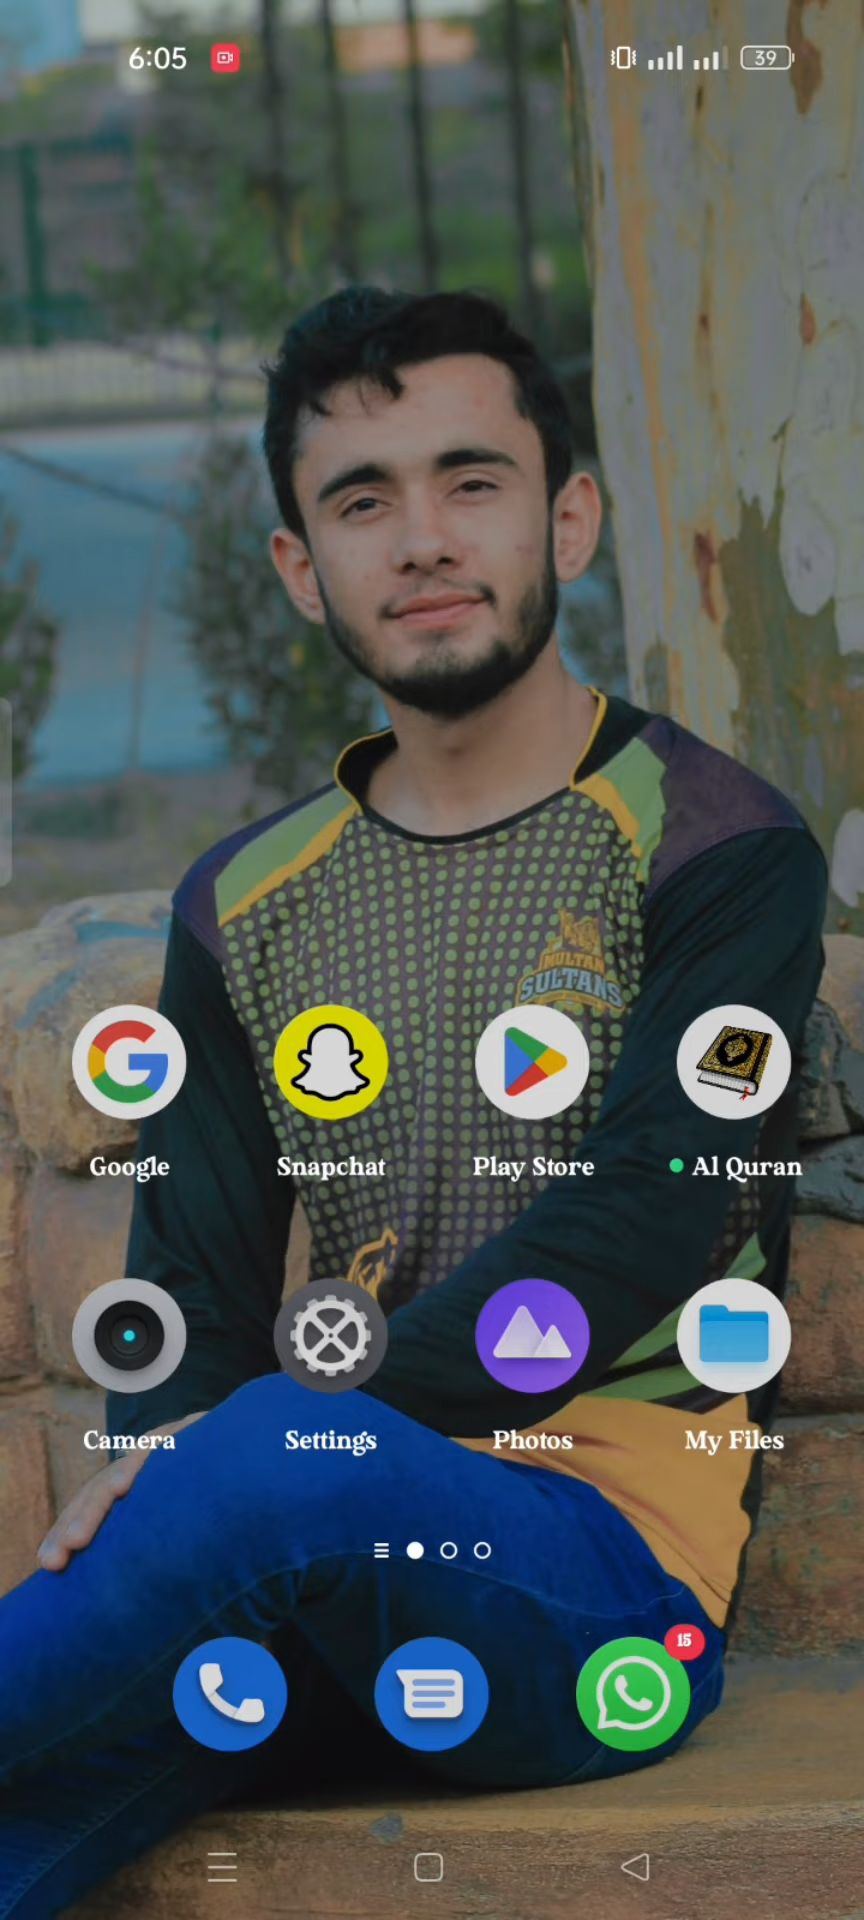 6:05
39
MULTAN
SULTANS
Google Snapchat Play Store Al Quran
Camera Settings Photos My Files
15